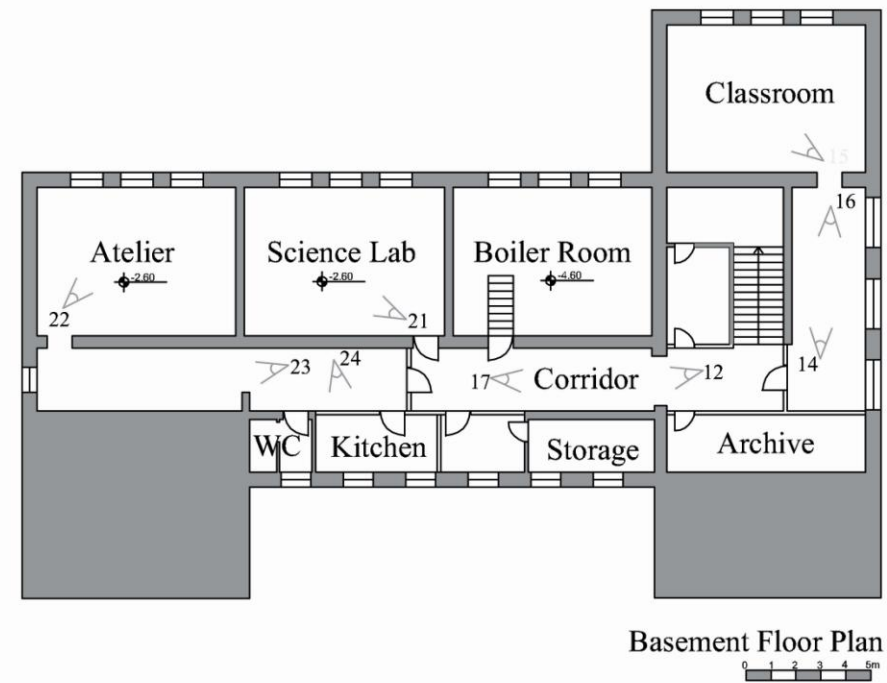 Classroom
15
16
Atelier
-2.60
Science Lab
-2.60
Boiler Room
-4.60
22
21
14
23
24
17
Corridor
12
WC
Kitchen
Storage
Archive
Basement Floor Plan
0 1 2 3 4 5m